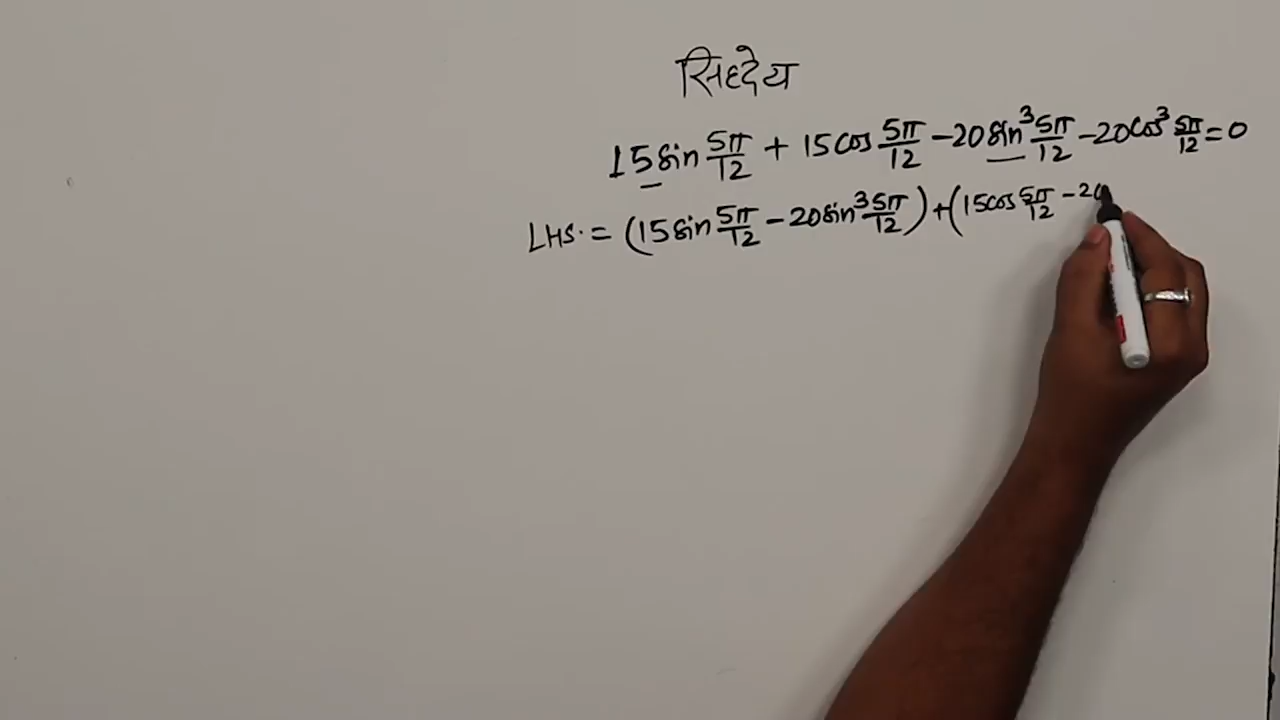 सिद्देय
15 sin 5π/12 + 15 cos 5π/12 − 20 sin³ 5π/12 − 20 cos³ 5π/12 = 0
LHS. = (15 sin 5π/12 − 20 sin³ 5π/12) + (15 cos 5π/12 − 20